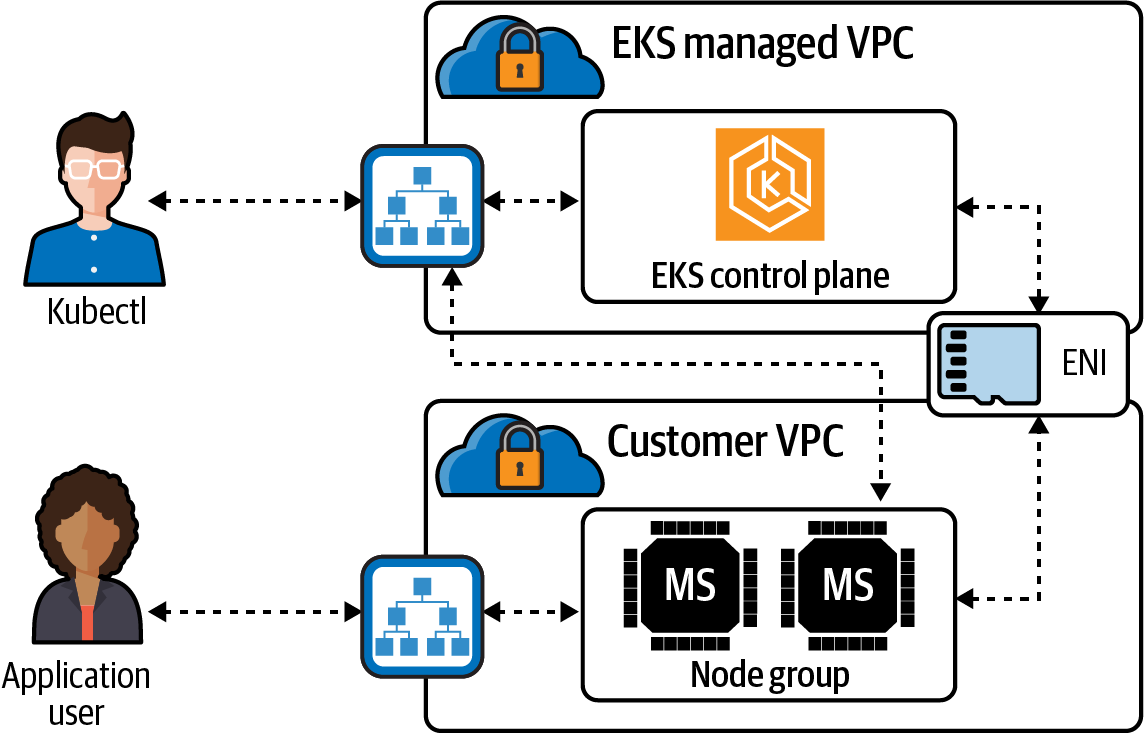 EKS managed VPC
K
EKS control plane
Kubectl
ENI
Customer VPC
MS
MS
Node group
Application
user